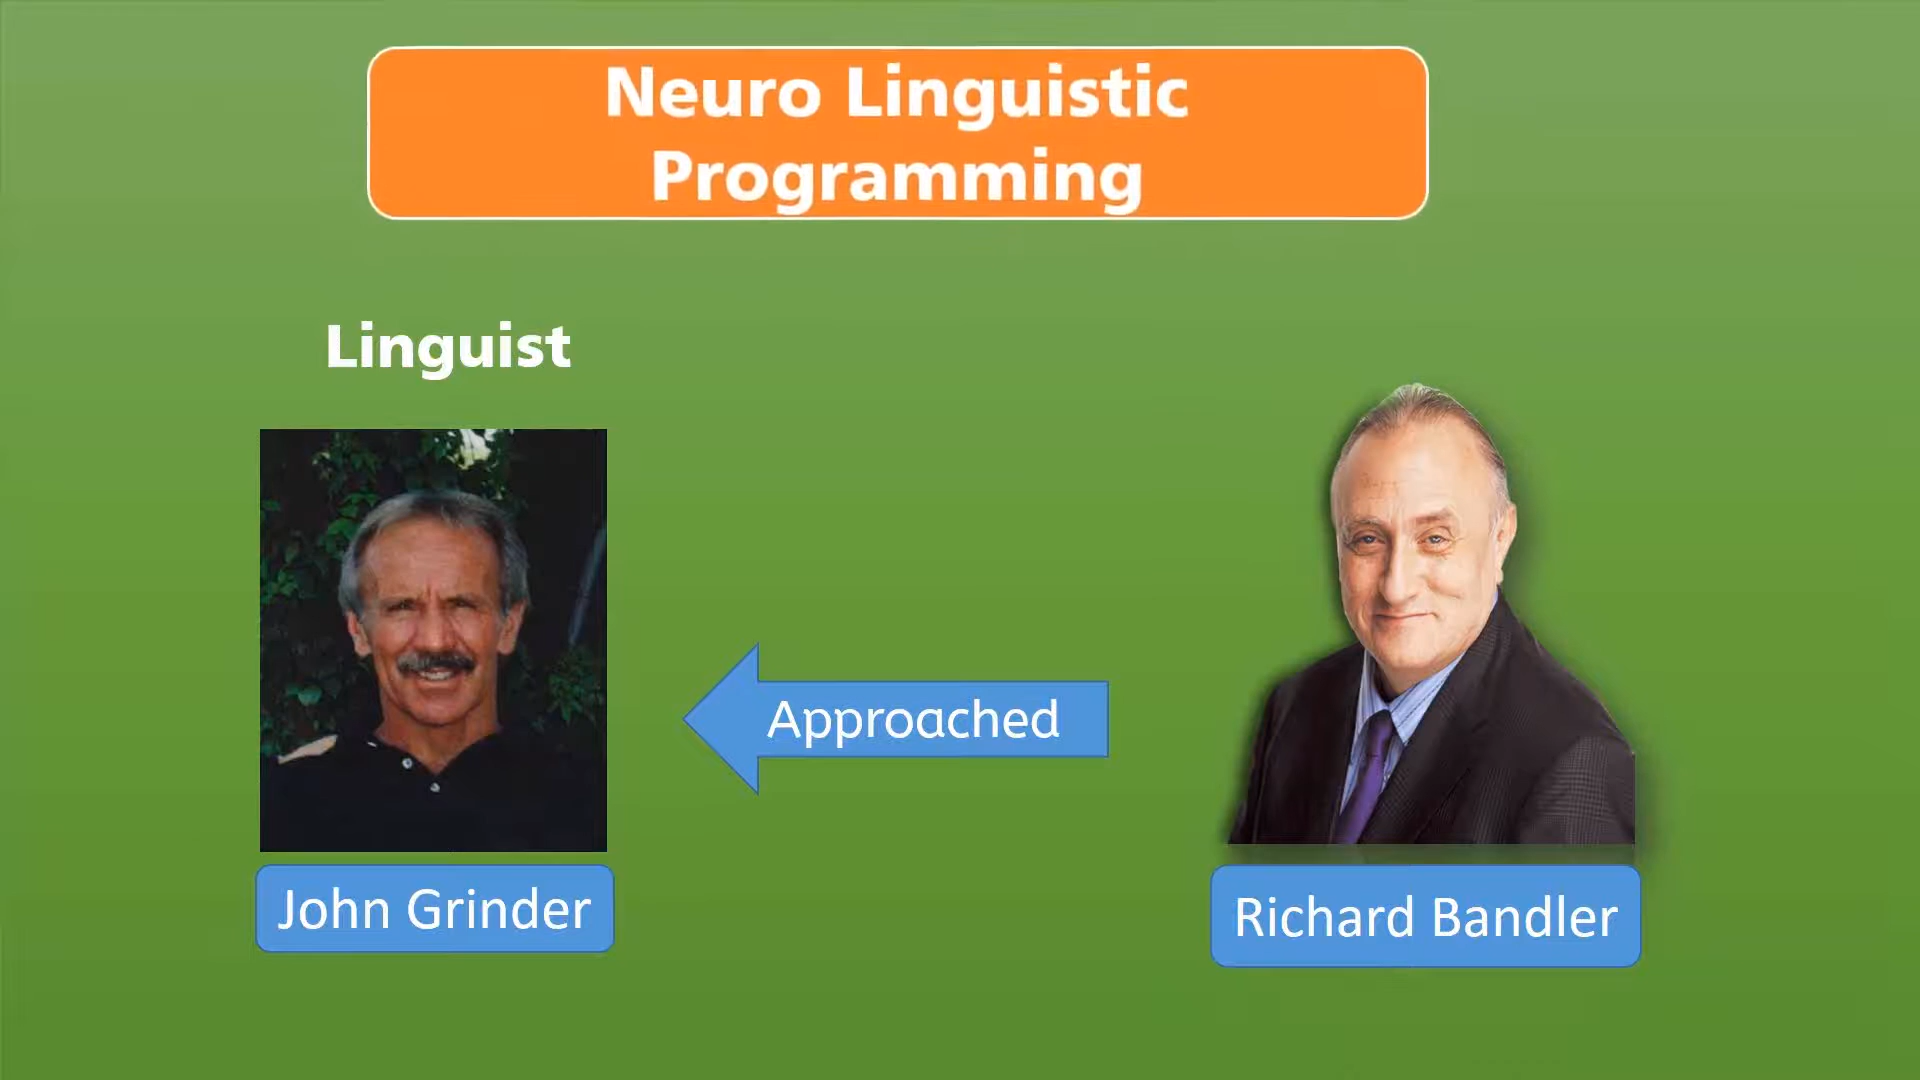 Neuro Linguistic
Programming
Linguist
Approached
John Grinder
Richard Bandler